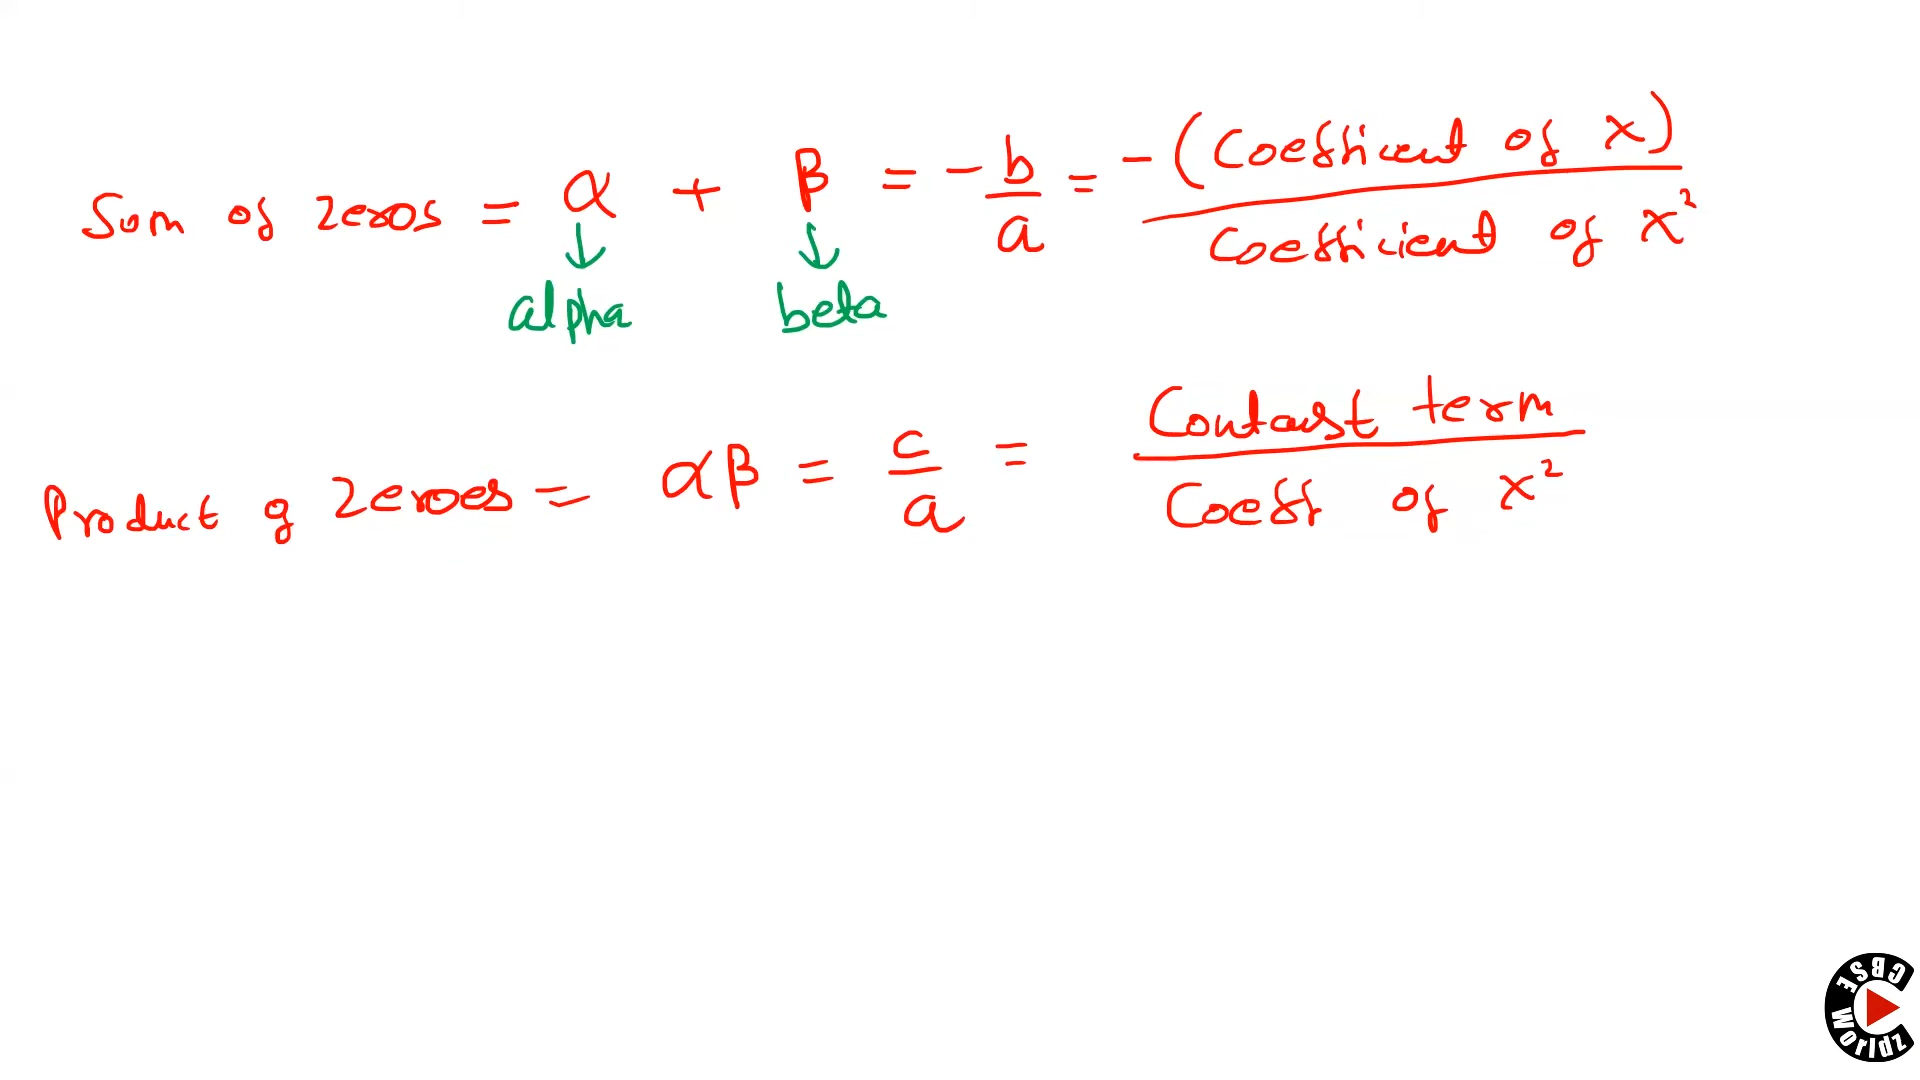 Sum of zeros = α + β = - b/a = - (Coefficient of x) / Coefficient of x²
↓ ↓
alpha beta
Product of zeroes = αβ = c/a = Contast term / Coeff of x²
CBSE Worldz